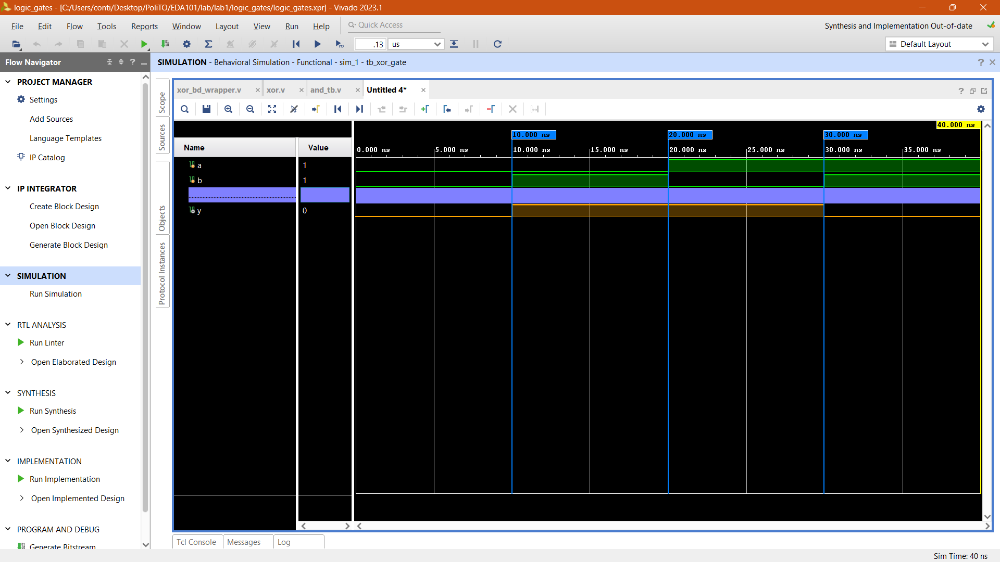 logic_gates - [C:/Users/conti/Desktop/PoliTO/EDA101/lab/lab1/logic_gates/logic_gates.xpr] - Vivado 2023.1
File Edit Flow Tools Reports Window Layout View Run Help Quick Access
Synthesis and Implementation Out-of-date
.13 us
Default Layout
Flow Navigator
SIMULATION - Behavioral Simulation - Functional - sim_1 - tb_xor_gate
PROJECT MANAGER
Settings
Add Sources
Language Templates
IP Catalog
IP INTEGRATOR
Create Block Design
Open Block Design
Generate Block Design
SIMULATION
Run Simulation
RTL ANALYSIS
Run Linter
Open Elaborated Design
SYNTHESIS
Run Synthesis
Open Synthesized Design
IMPLEMENTATION
Run Implementation
Open Implemented Design
PROGRAM AND DEBUG
Generate Bitstream
Scope
Sources
Objects
Protocol Instances
xor_bd_wrapper.v xor.v and_tb.v Untitled 4*
40.000 ns
10.000 ns 20.000 ns 30.000 ns
Name Value
0.000 ns 5.000 ns 10.000 ns 15.000 ns 20.000 ns 25.000 ns 30.000 ns 35.000 ns
a 1
b 1
y 0
Tcl Console Messages Log
Sim Time: 40 ns